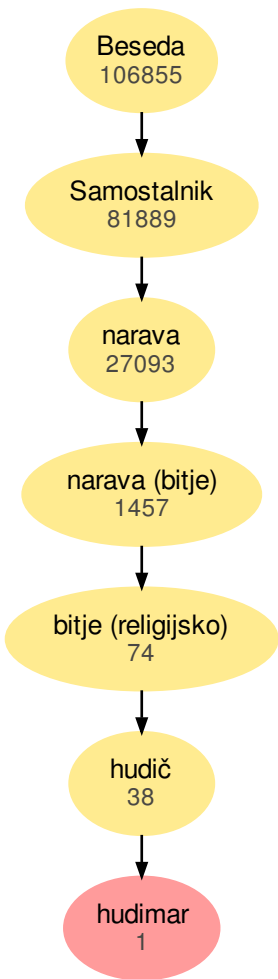 Beseda
106855
Samostalnik
81889
narava
27093
narava (bitje)
1457
bitje (religijsko)
74
hudič
38
hudimar
1